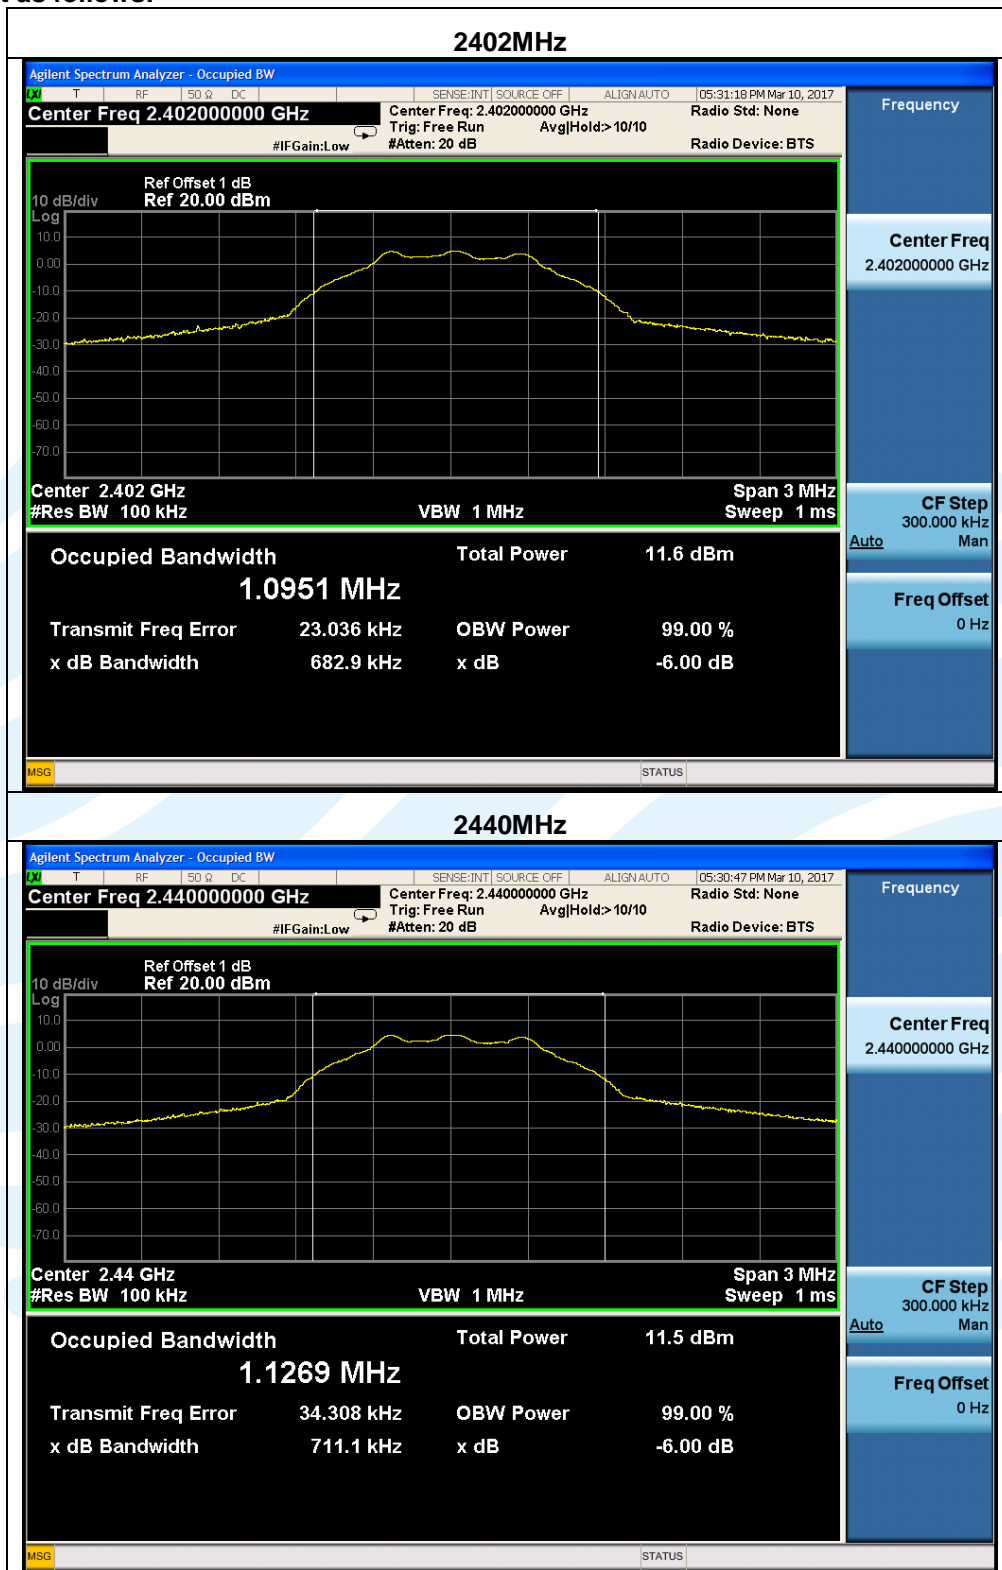 t as follows.
2402MHz
Agilent Spectrum Analyzer - Occupied BW
LXI T RF 50 Ω DC SENSE:INT SOURCE OFF ALIGN AUTO 05:31:18 PM Mar 10, 2017
Center Freq 2.402000000 GHz
Center Freq: 2.402000000 GHz
Radio Std: None
Trig: Free Run Avg|Hold:>10/10
#IFGain:Low
#Atten: 20 dB
Radio Device: BTS
Ref Offset 1 dB
10 dB/div Ref 20.00 dBm
Log
10.0
0.00
-10.0
-20.0
-30.0
-40.0
-50.0
-60.0
-70.0
Center 2.402 GHz Span 3 MHz
#Res BW 100 kHz VBW 1 MHz Sweep 1 ms
Occupied Bandwidth Total Power 11.6 dBm
1.0951 MHz
Transmit Freq Error 23.036 kHz OBW Power 99.00 %
x dB Bandwidth 682.9 kHz x dB -6.00 dB
MSG STATUS
Frequency
Center Freq
2.402000000 GHz
CF Step
300.000 kHz
Auto Man
Freq Offset
0 Hz
2440MHz
Agilent Spectrum Analyzer - Occupied BW
LXI T RF 50 Ω DC SENSE:INT SOURCE OFF ALIGN AUTO 05:30:47 PM Mar 10, 2017
Center Freq 2.440000000 GHz
Center Freq: 2.440000000 GHz
Radio Std: None
Trig: Free Run Avg|Hold:>10/10
#IFGain:Low
#Atten: 20 dB
Radio Device: BTS
Ref Offset 1 dB
10 dB/div Ref 20.00 dBm
Log
10.0
0.00
-10.0
-20.0
-30.0
-40.0
-50.0
-60.0
-70.0
Center 2.44 GHz Span 3 MHz
#Res BW 100 kHz VBW 1 MHz Sweep 1 ms
Occupied Bandwidth Total Power 11.5 dBm
1.1269 MHz
Transmit Freq Error 34.308 kHz OBW Power 99.00 %
x dB Bandwidth 711.1 kHz x dB -6.00 dB
MSG STATUS
Frequency
Center Freq
2.440000000 GHz
CF Step
300.000 kHz
Auto Man
Freq Offset
0 Hz